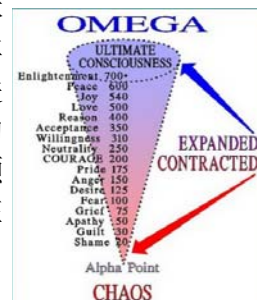 OMEGA
ULTIMATE
CONSCIOUSNESS
Enlightenment 700+
Peace 600
Joy 540
Love 500
Reason 400
Acceptance 350
Willingness 310
Neutrality 250
COURAGE 200
Pride 175
Anger 150
Desire 125
Fear 100
Grief 75
Apathy 50
Guilt 30
Shame 20
EXPANDED
CONTRACTED
Alpha Point
CHAOS